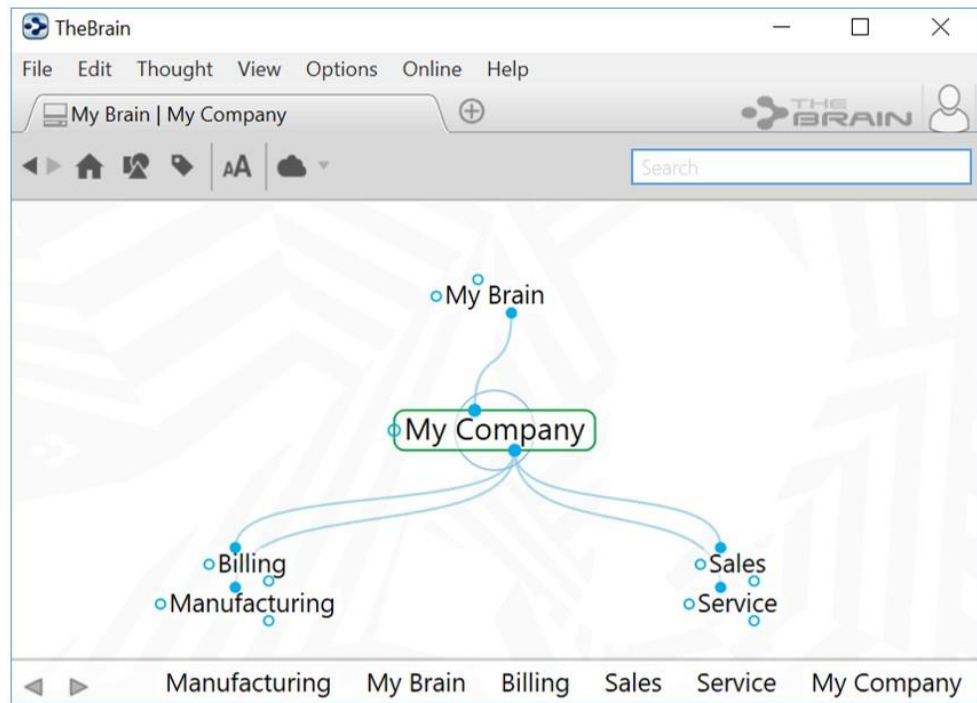 TheBrain
File Edit Thought View Options Online Help
My Brain | My Company
THE BRAIN
AA
Search
My Brain
My Company
Billing
Sales
Manufacturing
Service
Manufacturing My Brain Billing Sales Service My Company